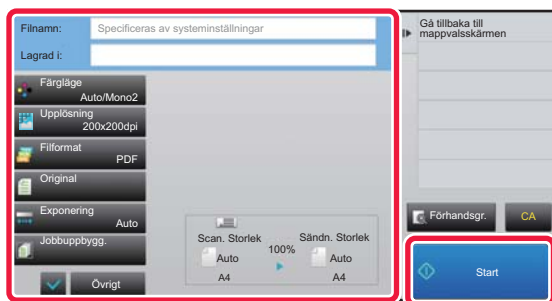 Filnamn:
Specificeras av systeminställningar
Lagrad i:
Färgläge
Auto/Mono2
Upplösning
200x200dpi
Filformat
PDF
Original
Exponering
Auto
Jobbuppbygg.
Övrigt
Scan. Storlek
Auto
A4
100%
Sändn. Storlek
Auto
A4
Gå tillbaka till
mappvalsskärmen
Förhandsgr.
CA
Start